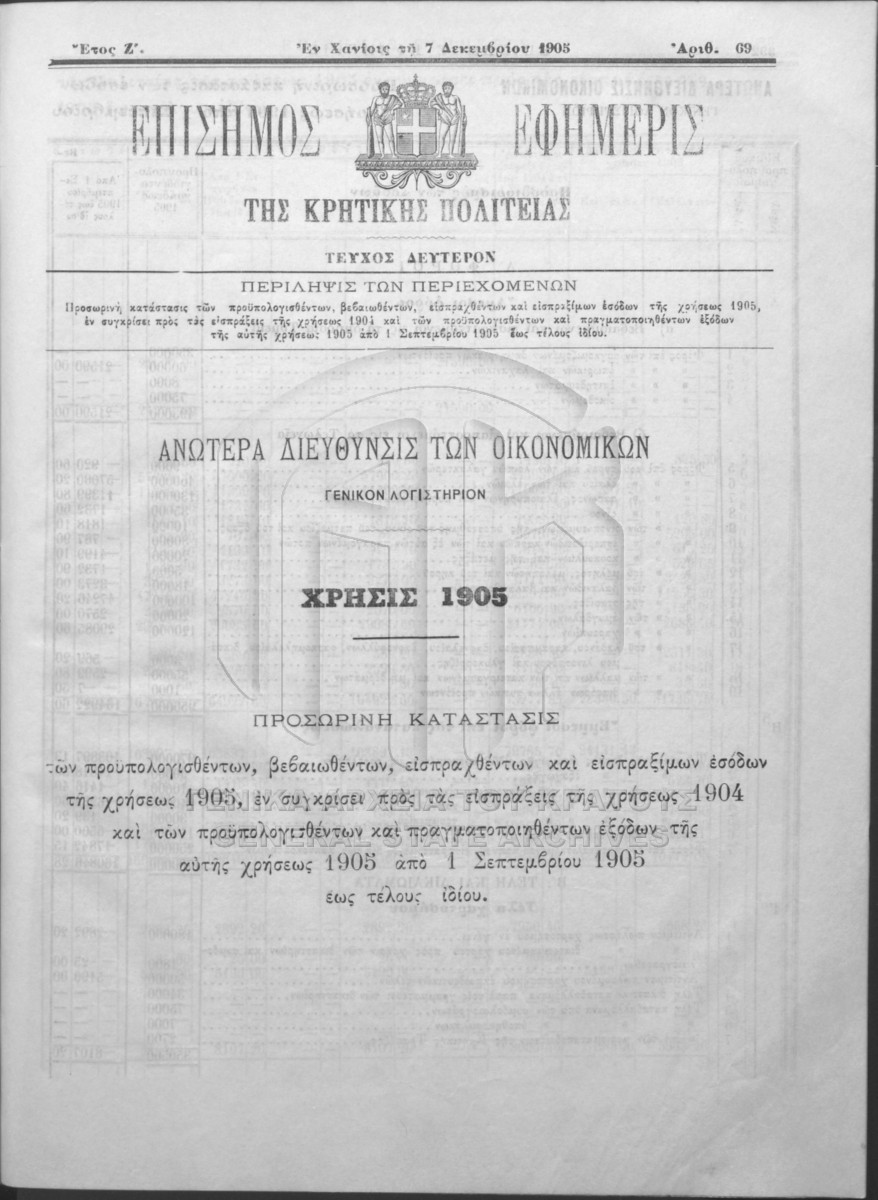 Ἔτος Ζ'. Ἐν Χανίοις τῇ 7 Δεκεμβρίου 1905 Ἀριθ. 69
ΕΠΙΣΗΜΟΣ ΕΦΗΜΕΡΙΣ
ΤΗΣ ΚΡΗΤΙΚΗΣ ΠΟΛΙΤΕΙΑΣ
ΤΕΥΧΟΣ ΔΕΥΤΕΡΟΝ
ΠΕΡΙΛΗΨΙΣ ΤΩΝ ΠΕΡΙΕΧΟΜΕΝΩΝ
Προσωρινὴ κατάστασις τῶν προϋπολογισθέντων, βεβαιωθέντων, εἰσπραχθέντων καὶ εἰσπραξίμων ἐσόδων τῆς χρήσεως 1905,
ἐν συγκρίσει πρὸς τὰς εἰσπράξεις τῆς χρήσεως 1904 καὶ τῶν προϋπολογισθέντων καὶ πραγματοποιηθέντων ἐξόδων
τῆς αὐτῆς χρήσεως 1905 ἀπὸ 1 Σεπτεμβρίου 1905 ἕως τέλους ἰδίου.
ΑΝΩΤΕΡΑ ΔΙΕΥΘΥΝΣΙΣ ΤΩΝ ΟΙΚΟΝΟΜΙΚΩΝ
ΓΕΝΙΚΟΝ ΛΟΓΙΣΤΗΡΙΟΝ
ΧΡΗΣΙΣ 1905
ΠΡΟΣΩΡΙΝΗ ΚΑΤΑΣΤΑΣΙΣ
τῶν προϋπολογισθέντων, βεβαιωθέντων, εἰσπραχθέντων καὶ εἰσπραξίμων ἐσόδων
τῆς χρήσεως 1905, ἐν συγκρίσει πρὸς τὰς εἰσπράξεις τῆς χρήσεως 1904
καὶ τῶν προϋπολογισθέντων καὶ πραγματοποιηθέντων ἐξόδων τῆς
αὐτῆς χρήσεως 1905 ἀπὸ 1 Σεπτεμβρίου 1905
ἕως τέλους ἰδίου.
ΓΕΝΙΚΑ ΑΡΧΕΙΑ ΤΟΥ ΚΡΑΤΟΥΣ
GENERAL STATE ARCHIVES